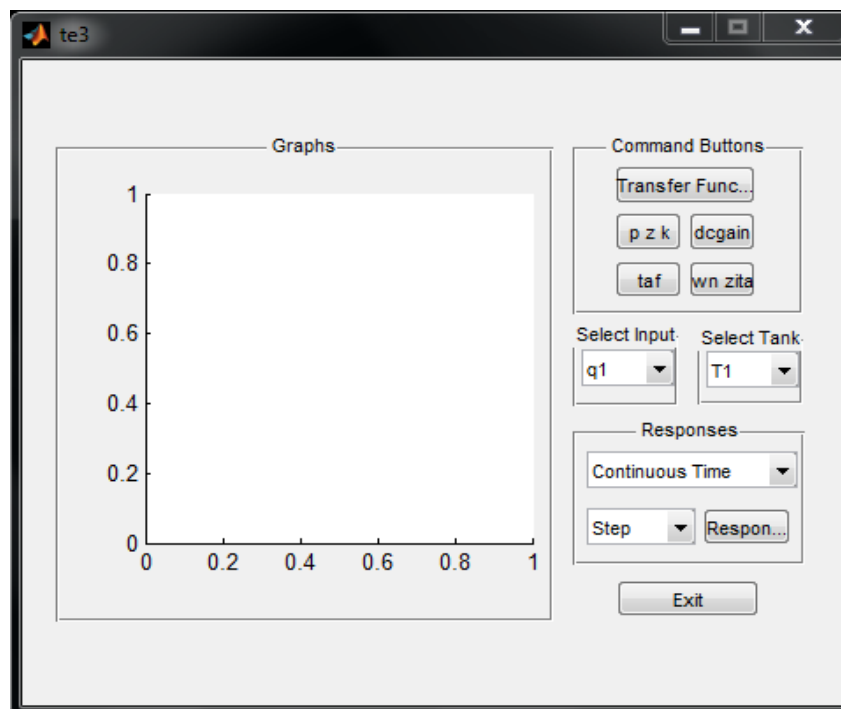 te3
Graphs
1
0.8
0.6
0.4
0.2
0
0 0.2 0.4 0.6 0.8 1
Command Buttons
Transfer Func...
p z k dcgain
taf wn zita
Select Input Select Tank
q1 T1
Responses
Continuous Time
Step Respon...
Exit